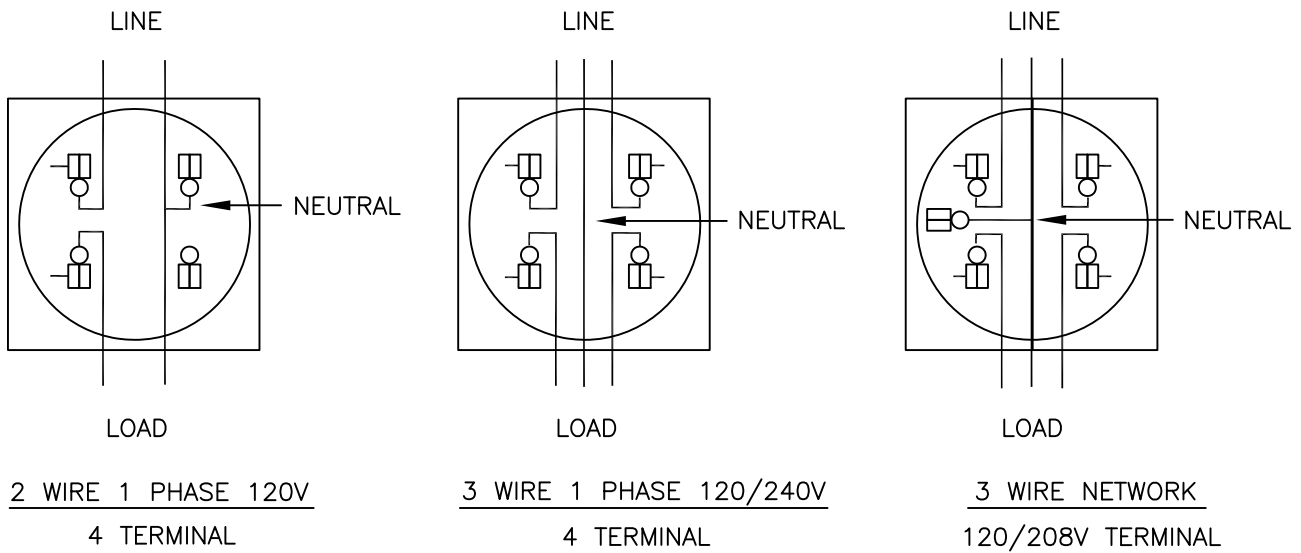 LINE
NEUTRAL
LOAD
2 WIRE 1 PHASE 120V
4 TERMINAL
LINE
NEUTRAL
LOAD
3 WIRE 1 PHASE 120/240V
4 TERMINAL
LINE
NEUTRAL
LOAD
3 WIRE NETWORK
120/208V TERMINAL